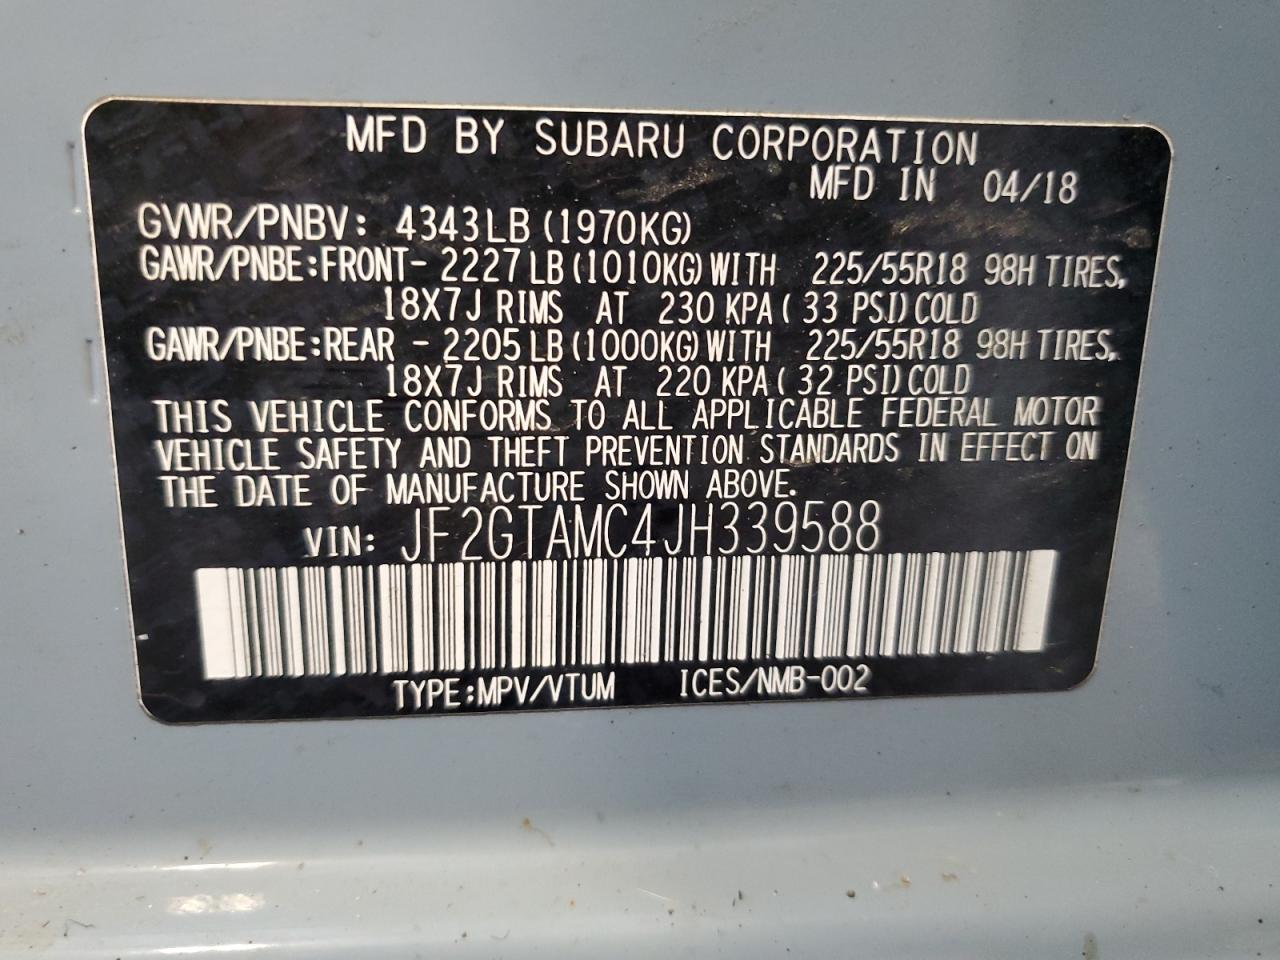 MFD BY SUBARU CORPORATION
MFD IN 04/18
GVWR/PNBV: 4343LB (1970KG)
GAWR/PNBE:FRONT- 2227LB(1010KG)WITH 225/55R18 98H TIRES,
18X7J RIMS AT 230 KPA( 33 PSI)COLD
GAWR/PNBE:REAR - 2205LB(1000KG)WITH 225/55R18 98H TIRES,
18X7J RIMS AT 220 KPA( 32 PSI)COLD
THIS VEHICLE CONFORMS TO ALL APPLICABLE FEDERAL MOTOR
VEHICLE SAFETY AND THEFT PREVENTION STANDARDS IN EFFECT ON
THE DATE OF MANUFACTURE SHOWN ABOVE.
VIN: JF2GTAMC4JH339588
TYPE:MPV/VTUM ICES/NMB-002